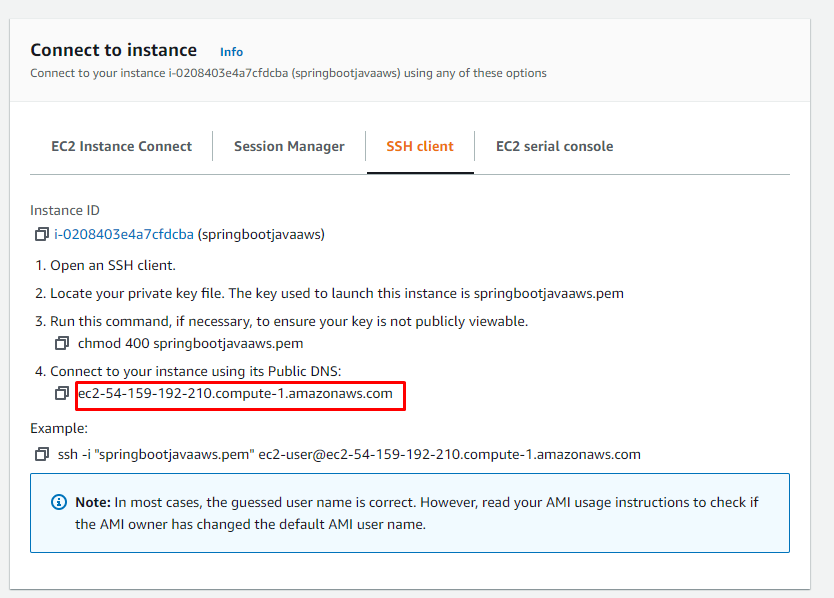 Connect to instance Info
Connect to your instance i-0208403e4a7cfdcba (springbootjavaaws) using any of these options
EC2 Instance Connect
Session Manager
SSH client
EC2 serial console
Instance ID
i-0208403e4a7cfdcba (springbootjavaaws)
1. Open an SSH client.
2. Locate your private key file. The key used to launch this instance is springbootjavaaws.pem
3. Run this command, if necessary, to ensure your key is not publicly viewable.
chmod 400 springbootjavaaws.pem
4. Connect to your instance using its Public DNS:
ec2-54-159-192-210.compute-1.amazonaws.com
Example:
ssh -i "springbootjavaaws.pem" ec2-user@ec2-54-159-192-210.compute-1.amazonaws.com
Note: In most cases, the guessed user name is correct. However, read your AMI usage instructions to check if
the AMI owner has changed the default AMI user name.